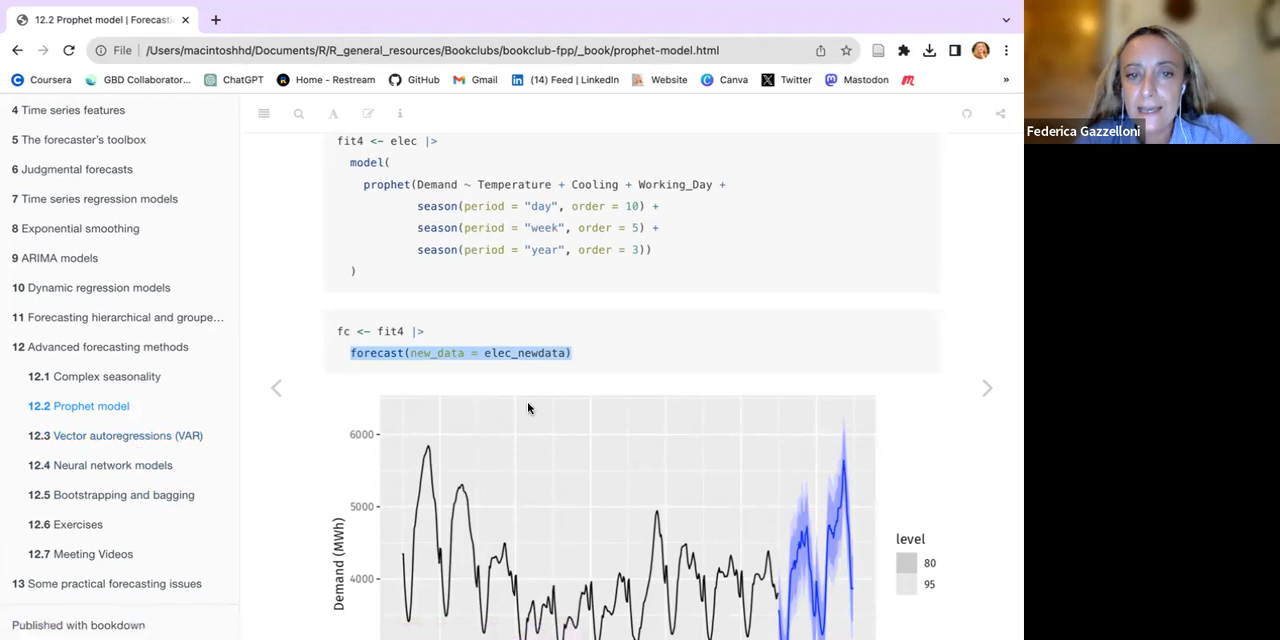 12.2 Prophet model | Forecasti
File
/Users/macintoshhd/Documents/R/R_general_resources/Bookclubs/bookclub-fpp/_book/prophet-model.html
Coursera
GBD Collaborator...
ChatGPT
Home - Restream
GitHub
Gmail
(14) Feed | LinkedIn
Website
Canva
Twitter
Mastodon
»
4 Time series features
5 The forecaster's toolbox
6 Judgmental forecasts
7 Time series regression models
8 Exponential smoothing
9 ARIMA models
10 Dynamic regression models
11 Forecasting hierarchical and groupe...
12 Advanced forecasting methods
12.1 Complex seasonality
12.2 Prophet model
12.3 Vector autoregressions (VAR)
12.4 Neural network models
12.5 Bootstrapping and bagging
12.6 Exercises
12.7 Meeting Videos
13 Some practical forecasting issues
Published with bookdown
fit4 <- elec |>
model(
prophet(Demand ~ Temperature + Cooling + Working_Day +
season(period = "day", order = 10) +
season(period = "week", order = 5) +
season(period = "year", order = 3))
)
fc <- fit4 |>
forecast(new_data = elec_newdata)
Demand (MWh)
6000
5000
4000
level
80
95
Federica Gazzelloni